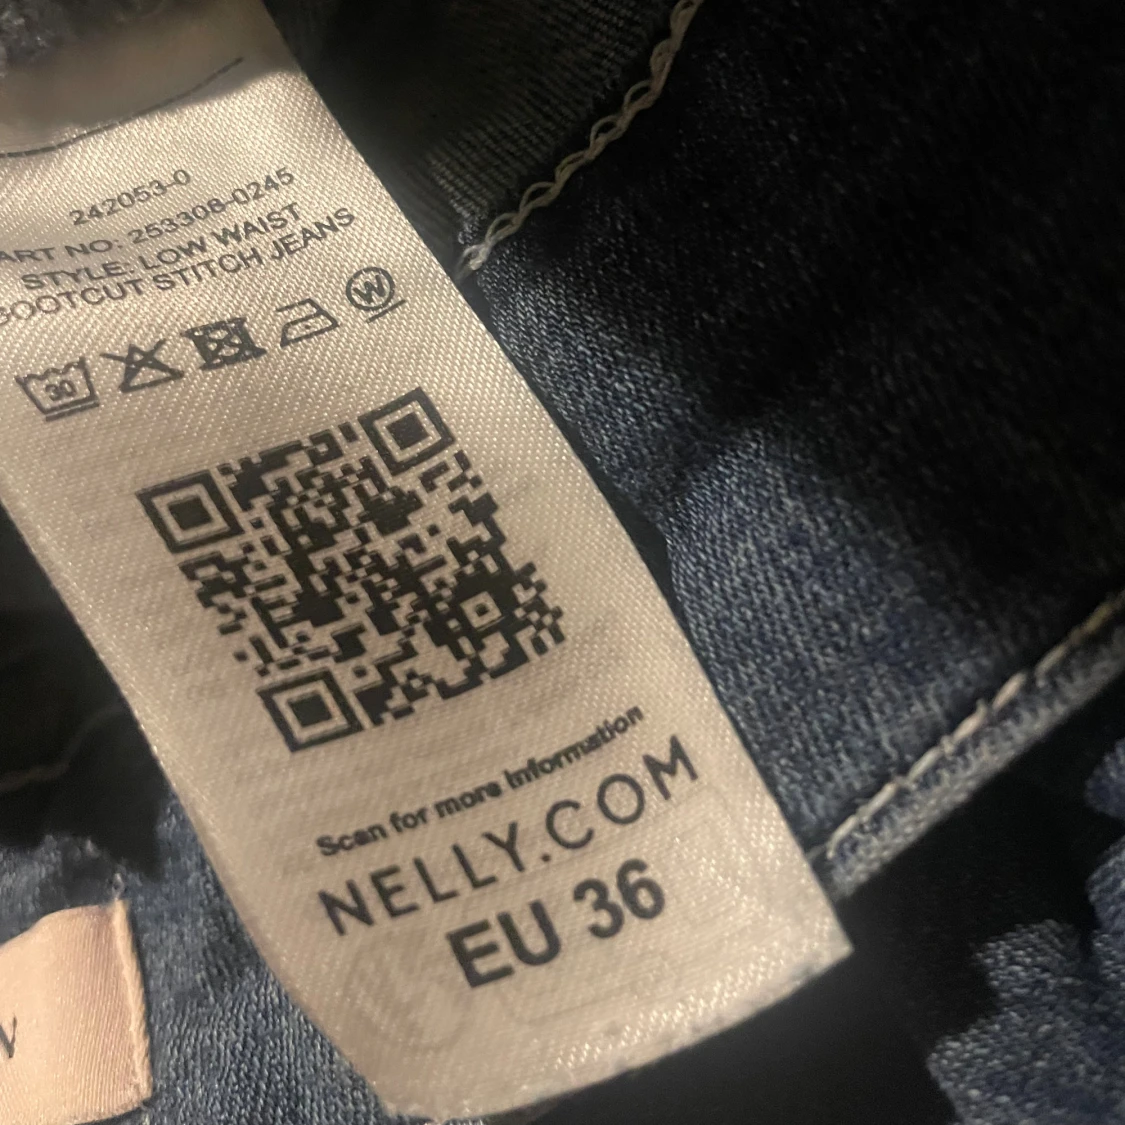 242053-0
ART NO: 253308-0245
STYLE: LOW WAIST
BOOTCUT STITCH JEANS
30
W
Scan for more information
NELLY.COM
EU 36